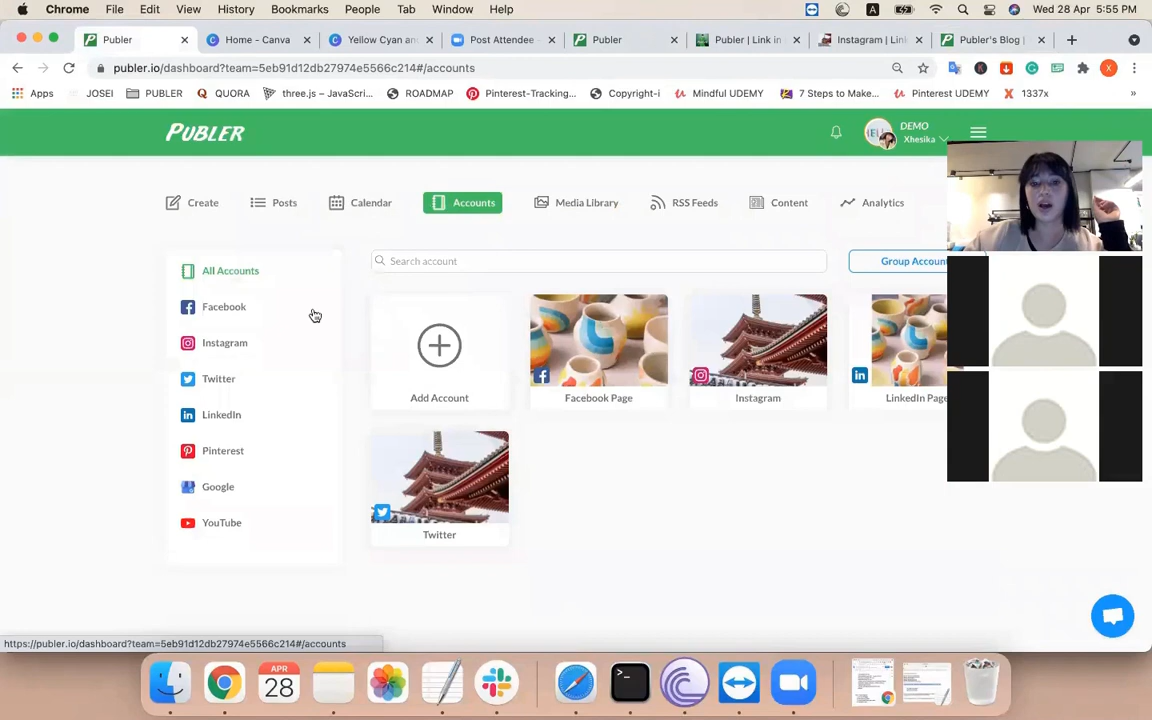 Chrome File Edit View History Bookmarks People Tab Window Help
A Wed 28 Apr 5:55 PM
Publer
Home - Canva
Yellow Cyan an
Post Attendee -
Publer
Publer | Link in
Instagram | Link
Publer's Blog |
publer.io/dashboard?team=5eb91d12db27974e5566c214#/accounts
Apps JOSEI PUBLER QUORA three.js – JavaScri... ROADMAP Pinterest-Tracking... Copyright-i Mindful UDEMY 7 Steps to Make... Pinterest UDEMY 1337x »
PUBLER
DEMO
Xhesika
Create Posts Calendar Accounts Media Library RSS Feeds Content Analytics
All Accounts
Facebook
Instagram
Twitter
LinkedIn
Pinterest
Google
YouTube
Search account
Group Accoun
Add Account
Facebook Page
Instagram
LinkedIn Page
Twitter
https://publer.io/dashboard?team=5eb91d12db27974e5566c214#/accounts
APR
28